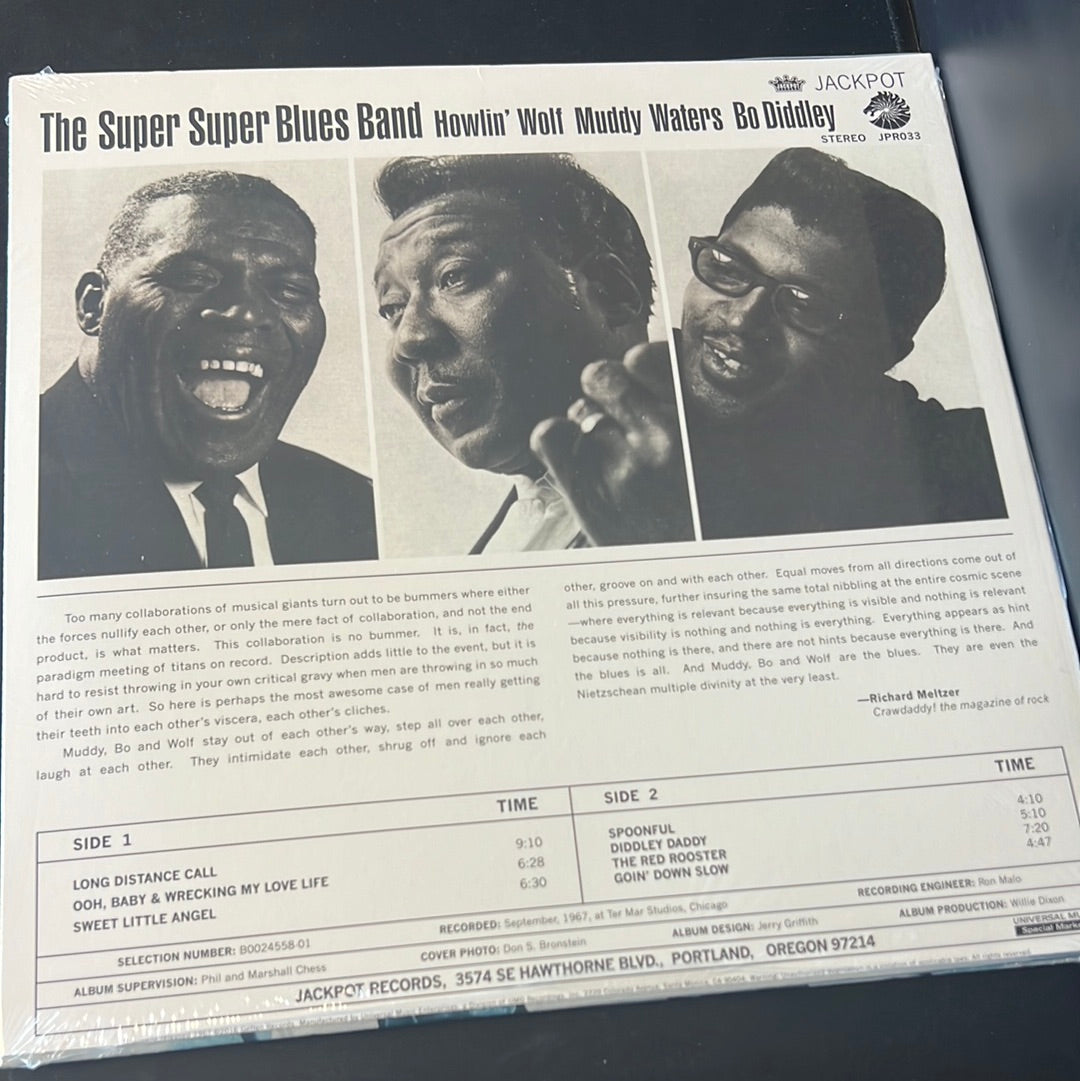 JACKPOT
The Super Super Blues Band Howlin' Wolf Muddy Waters Bo Diddley
STEREO JPR033
Too many collaborations of musical giants turn out to be bummers where either
the forces nullify each other, or only the mere fact of collaboration, and not the end
product, is what matters. This collaboration is no bummer. It is, in fact, the
paradigm meeting of titans on record. Description adds little to the event, but it is
hard to resist throwing in your own critical gravy when men are throwing in so much
of their own art. So here is perhaps the most awesome case of men really getting
their teeth into each other's viscera, each other's cliches.
Muddy, Bo and Wolf stay out of each other's way, step all over each other,
laugh at each other. They intimidate each other, shrug off and ignore each
other, groove on and with each other. Equal moves from all directions come out of
all this pressure, further insuring the same total nibbling at the entire cosmic scene
—where everything is relevant because everything is visible and nothing is relevant
because visibility is nothing and nothing is everything. Everything appears as hint
because nothing is there, and there are not hints because everything is there. And
the blues is all. And Muddy, Bo and Wolf are the blues. They are even the
Nietzschean multiple divinity at the very least.
—Richard Meltzer
Crawdaddy! the magazine of rock
SIDE 1 TIME
LONG DISTANCE CALL 9:10
OOH, BABY & WRECKING MY LOVE LIFE 6:28
SWEET LITTLE ANGEL 6:30
SIDE 2 TIME
SPOONFUL 4:10
DIDDLEY DADDY 5:10
THE RED ROOSTER 7:20
GOIN' DOWN SLOW 4:47
SELECTION NUMBER: B0024558-01 RECORDED: September, 1967, at Ter Mar Studios, Chicago RECORDING ENGINEER: Ron Malo
ALBUM SUPERVISION: Phil and Marshall Chess COVER PHOTO: Don S. Bronstein ALBUM DESIGN: Jerry Griffith ALBUM PRODUCTION: Willie Dixon
UNIVERSAL MU
Special Mark
JACKPOT RECORDS, 3574 SE HAWTHORNE BLVD., PORTLAND, OREGON 97214